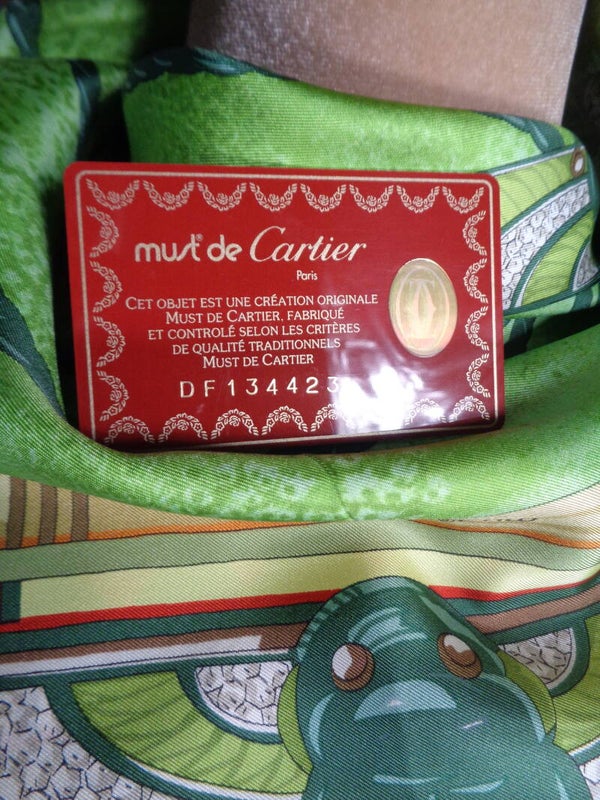 must® de Cartier
Paris
CET OBJET EST UNE CRÉATION ORIGINALE
MUST DE CARTIER, FABRIQUÉ
ET CONTROLÉ SELON LES CRITÈRES
DE QUALITÉ TRADITIONNELS
MUST DE CARTIER
DF134423